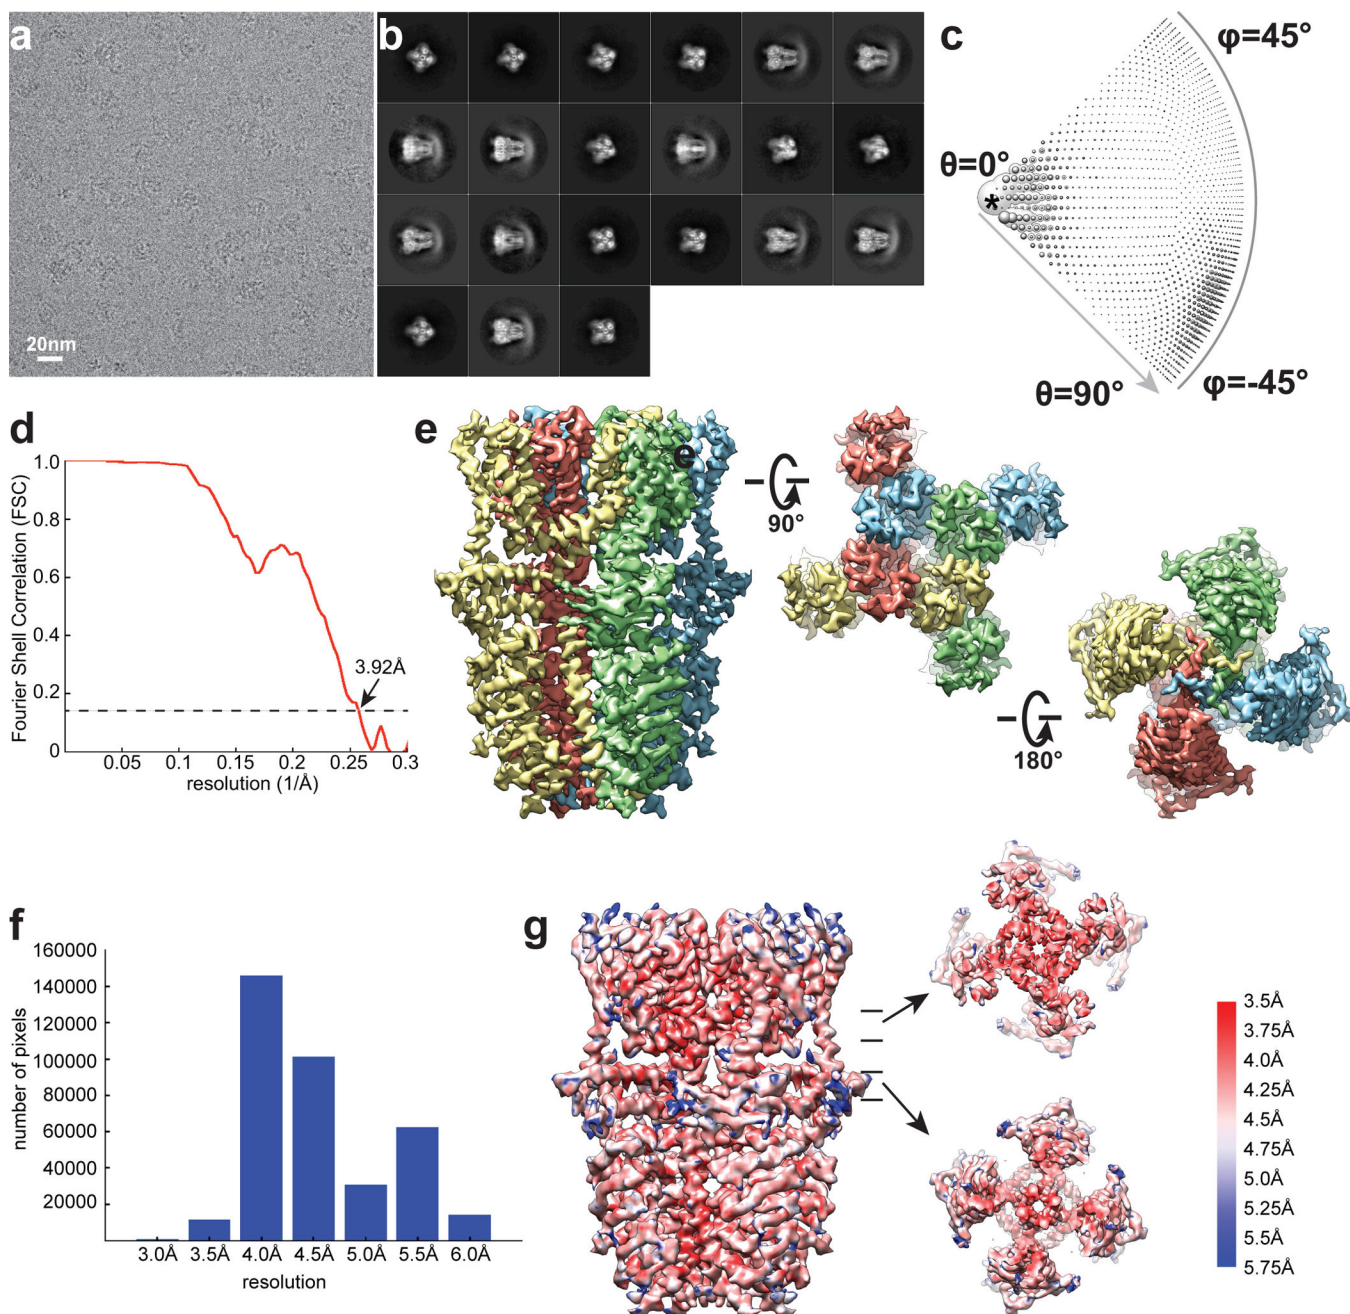 a
20nm
b
c
φ=45°
θ=0°
*
θ=90°
φ=-45°
d
Fourier Shell Correlation (FSC)
1.0
0.8
0.6
0.4
0.2
0
3.92Å
0.05
0.1
0.15
0.2
0.25
0.3
resolution (1/Å)
e
e
90°
180°
f
number of pixels
160000
140000
120000
100000
80000
60000
40000
20000
3.0Å
3.5Å
4.0Å
4.5Å
5.0Å
5.5Å
6.0Å
resolution
g
3.5Å
3.75Å
4.0Å
4.25Å
4.5Å
4.75Å
5.0Å
5.25Å
5.5Å
5.75Å